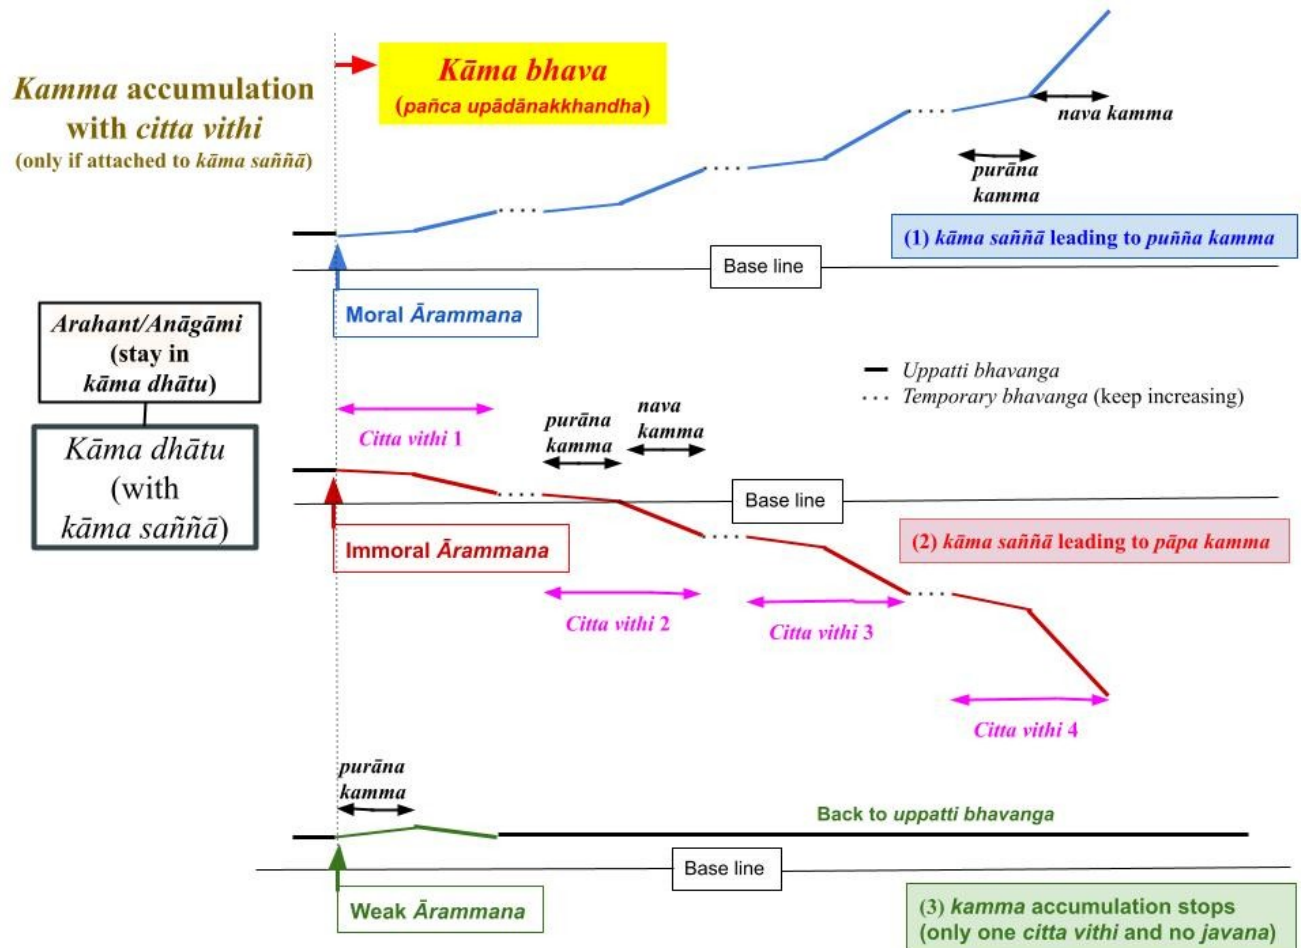 Kamma accumulation
with citta vithi
(only if attached to kāma saññā)
Kāma bhava
(pañca upādānakkhandha)
nava kamma
purāna
kamma
(1) kāma saññā leading to puñña kamma
Base line
Moral Ārammana
Arahant/Anāgāmi
(stay in
kāma dhātu)
Kāma dhātu
(with
kāma saññā)
Uppatti bhavanga
Temporary bhavanga (keep increasing)
Citta vithi 1
purāna
kamma
nava
kamma
Base line
Immoral Ārammana
(2) kāma saññā leading to pāpa kamma
Citta vithi 2
Citta vithi 3
Citta vithi 4
purāna
kamma
Back to uppatti bhavanga
Base line
Weak Ārammana
(3) kamma accumulation stops
(only one citta vithi and no javana)